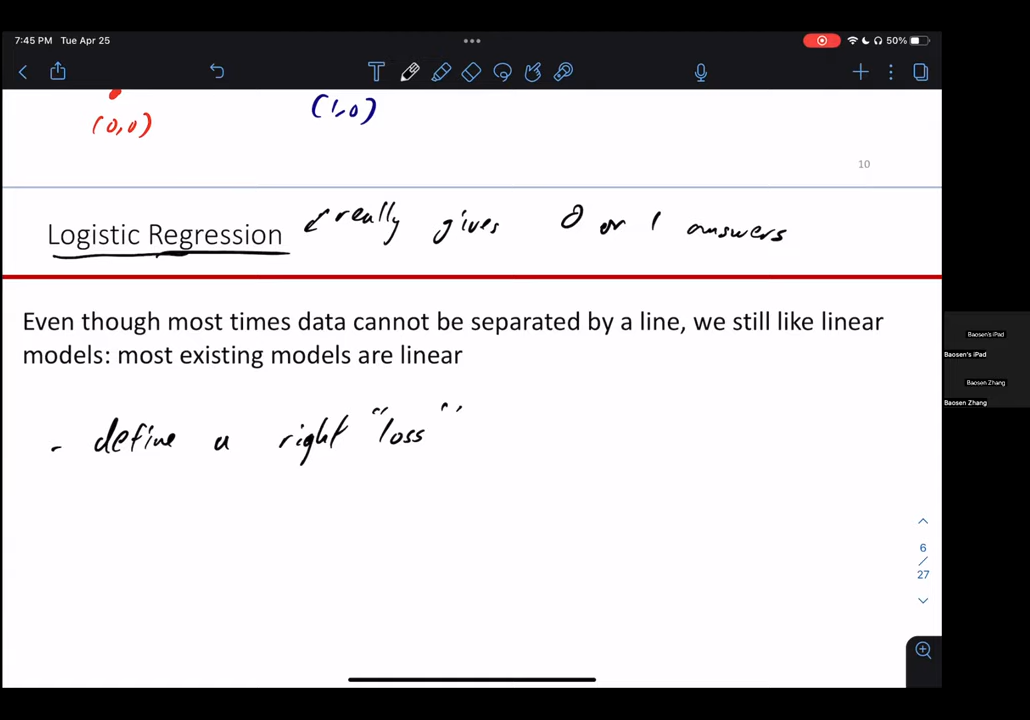 7:45 PM Tue Apr 25
50%
(0,0)
(1,0)
10
Logistic Regression
really gives 0 or 1 answers
Even though most times data cannot be separated by a line, we still like linear
models: most existing models are linear
- define a right "loss"
6
/
27
Baosen's iPad
Baosen's iPad
Baosen Zhang
Baosen Zhang